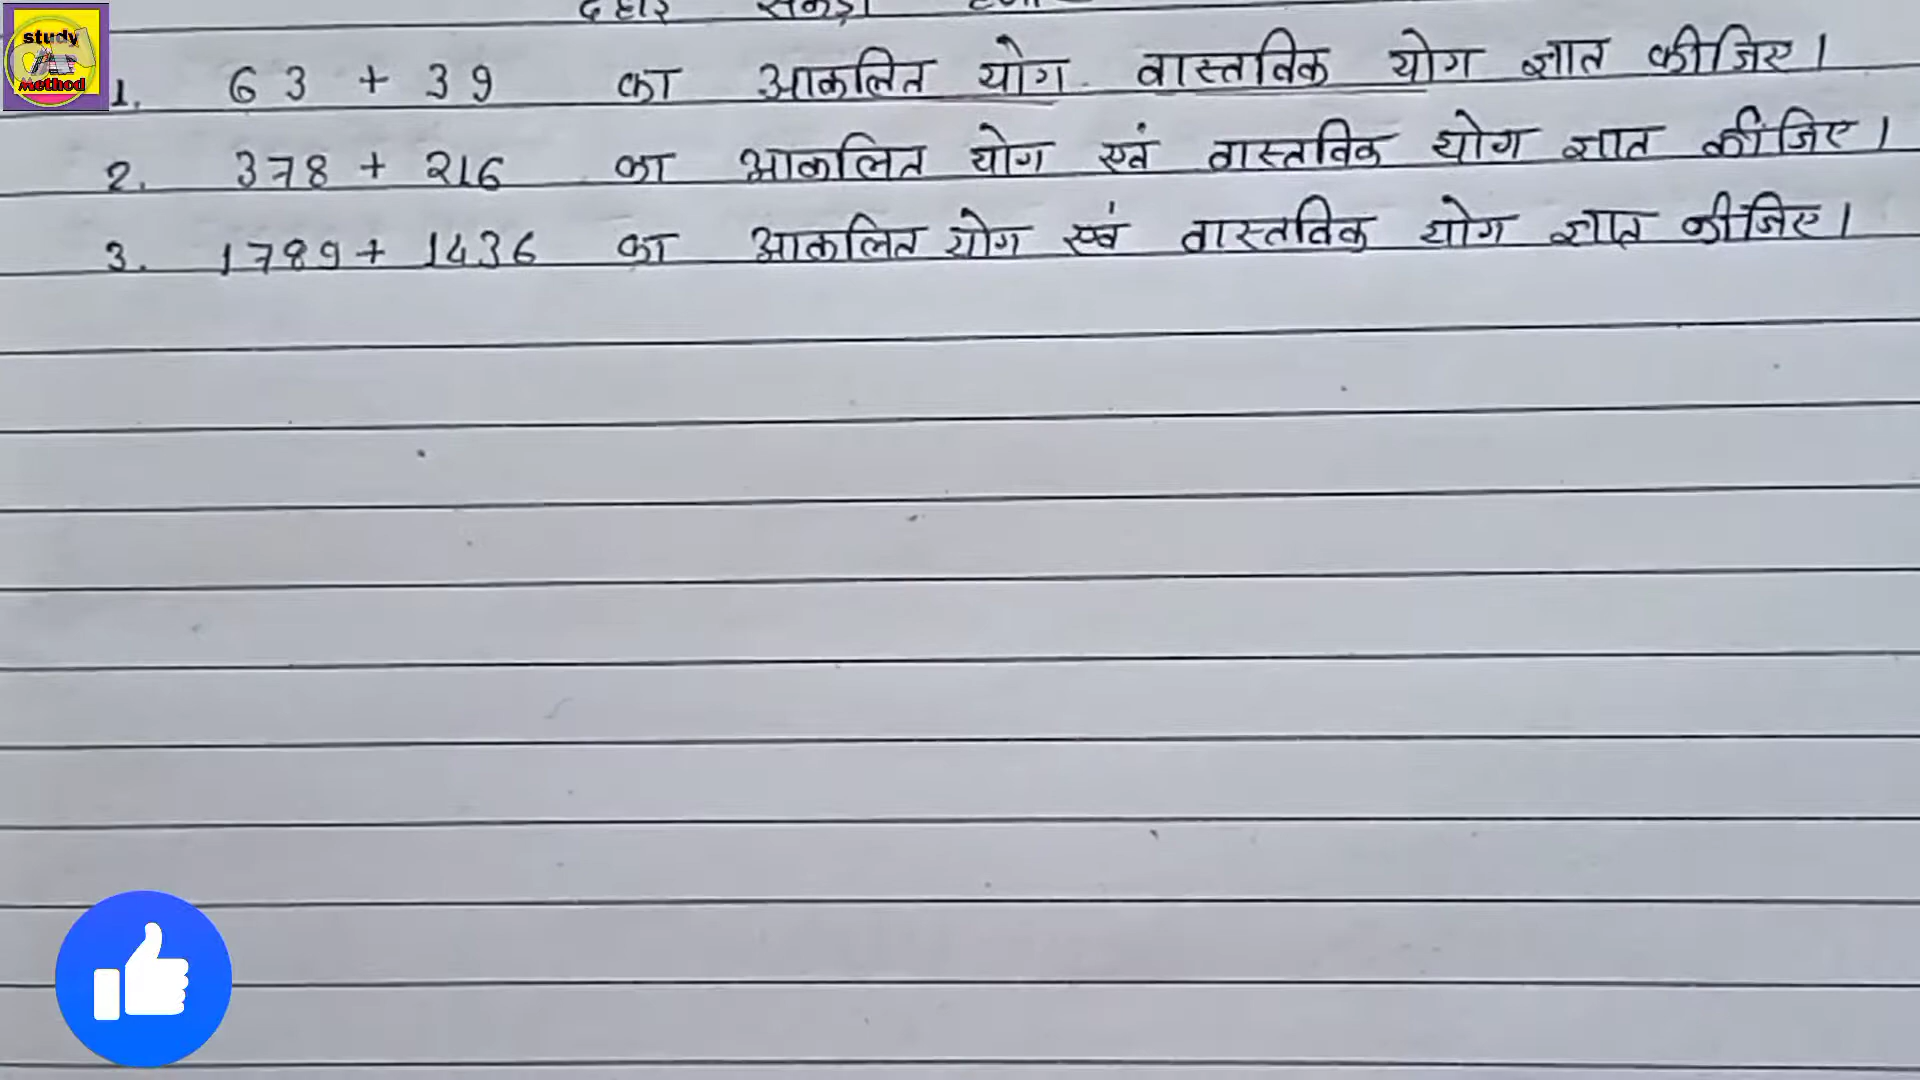 study
Method
1. 63 + 39 का आकलित योग वास्तविक योग ज्ञात कीजिए।
2. 378 + 216 का आकलित योग एवं वास्तविक योग ज्ञात कीजिए।
3. 1789 + 1436 का आकलित योग एवं वास्तविक योग ज्ञात कीजिए।